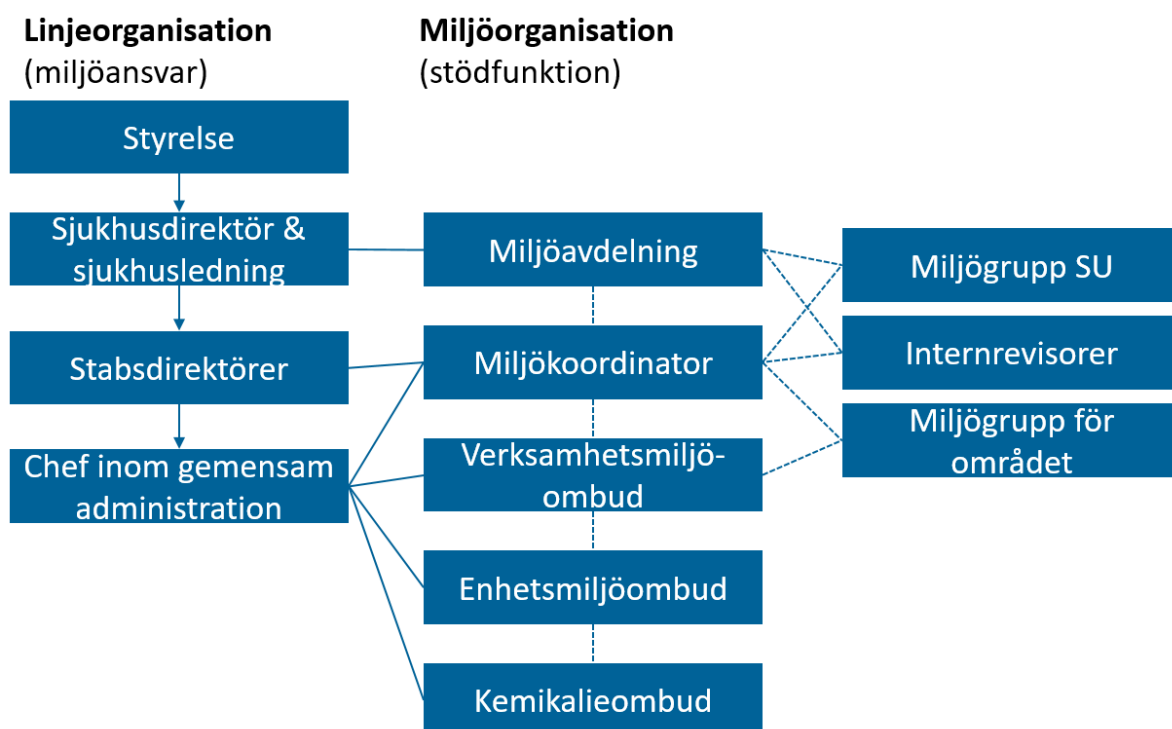 Linjeorganisation
(miljöansvar)
Styrelse
Sjukhusdirektör &
sjukhusledning
Stabsdirektörer
Chef inom gemensam
administration
Miljöorganisation
(stödfunktion)
Miljöavdelning
Miljökoordinator
Verksamhetsmiljö-
ombud
Enhetsmiljöombud
Kemikalieombud
Miljögrupp SU
Internrevisorer
Miljögrupp för
området